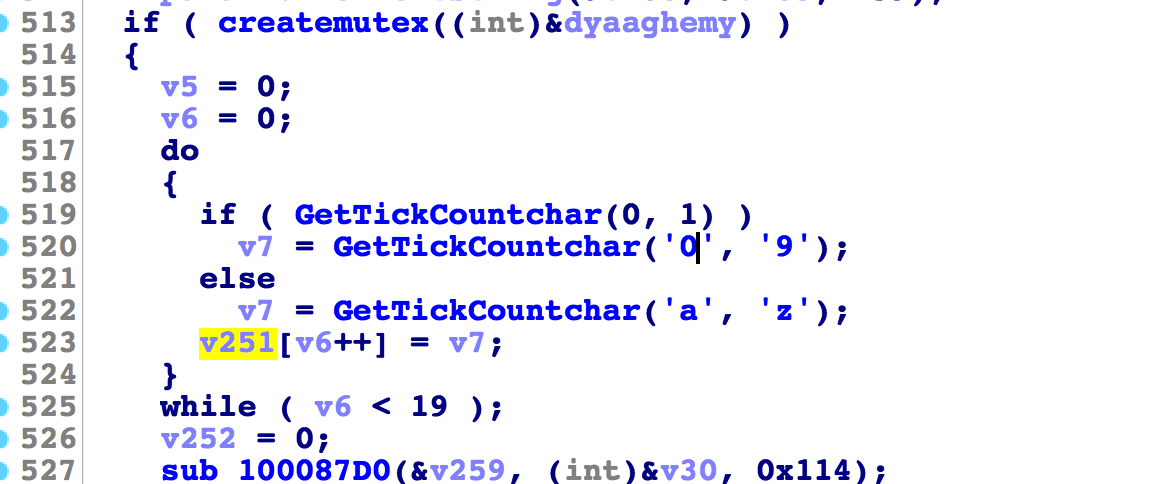 513 if ( createmutex((int)&dyaaghemy) )
514 {
515 v5 = 0;
516 v6 = 0;
517 do
518 {
519 if ( GetTickCountchar(0, 1) )
520 v7 = GetTickCountchar('0', '9');
521 else
522 v7 = GetTickCountchar('a', 'z');
523 v251[v6++] = v7;
524 }
525 while ( v6 < 19 );
526 v252 = 0;
527 sub_100087D0(&v259, (int)&v30, 0x114);